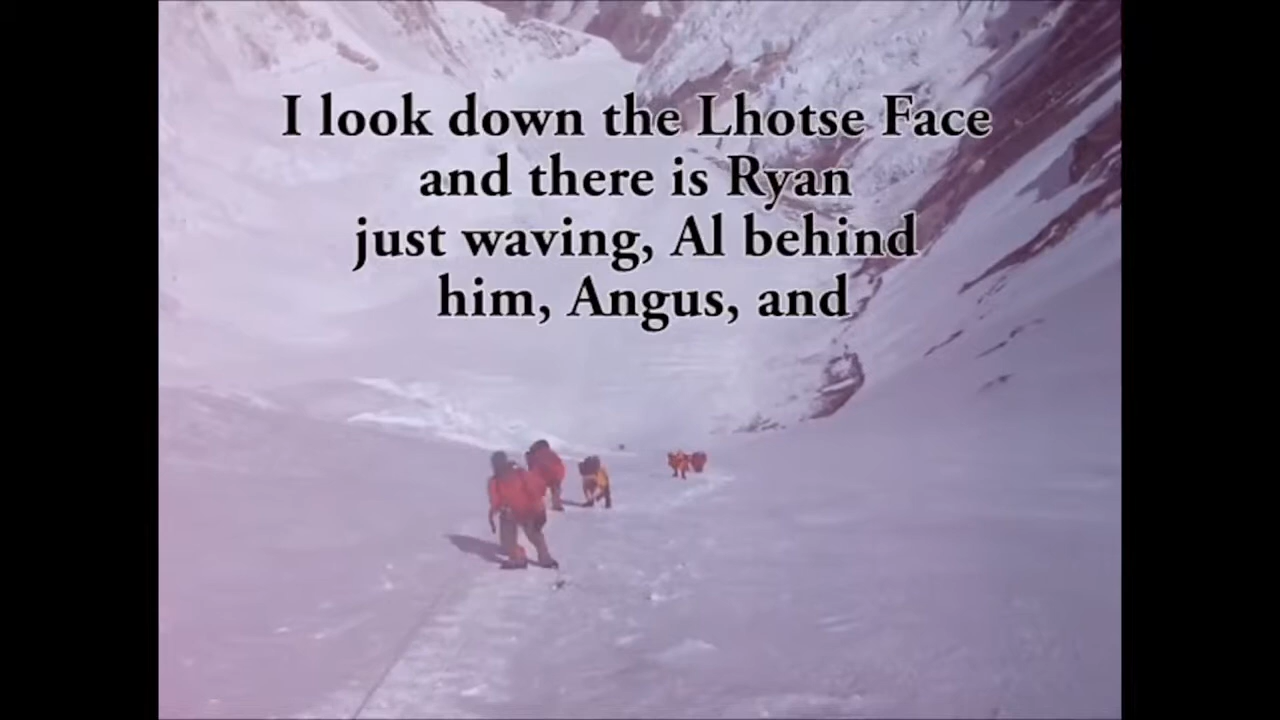 I look down the Lhotse Face
and there is Ryan
just waving, Al behind
him, Angus, and